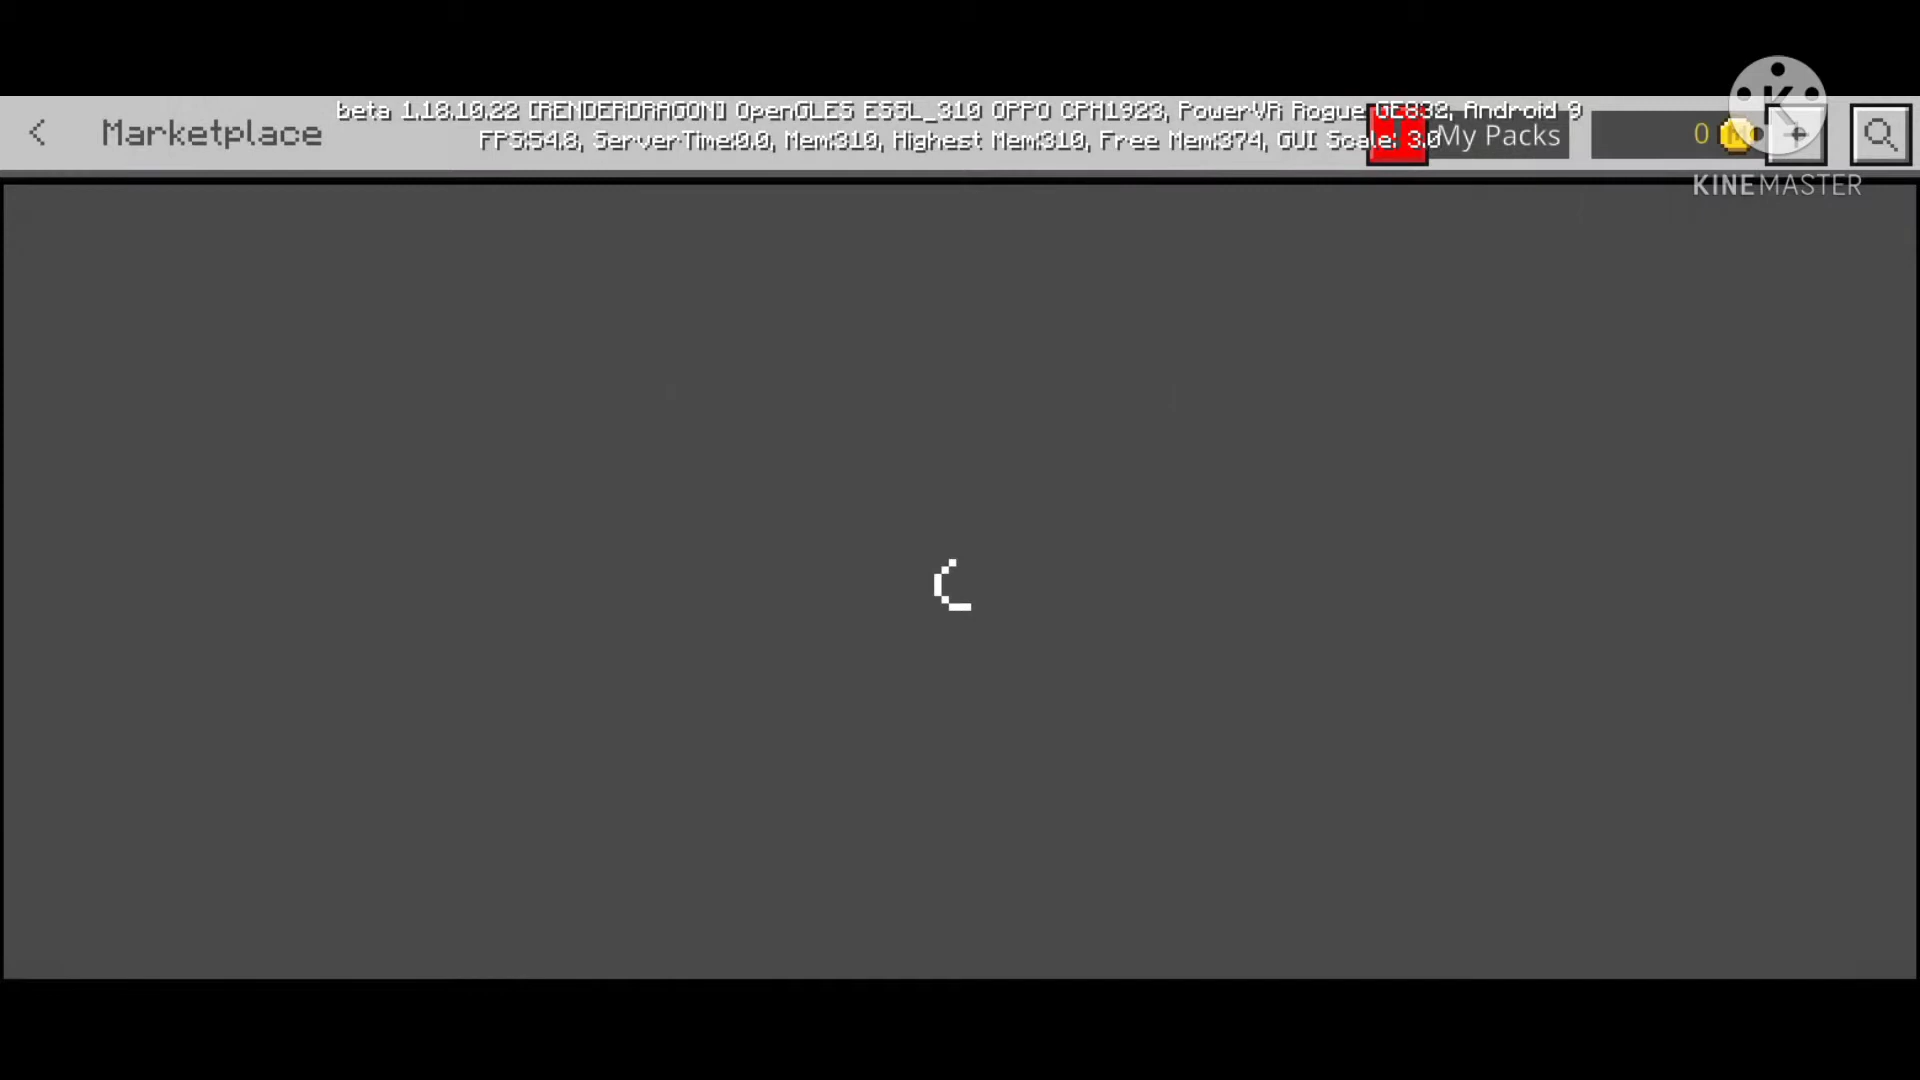 beta 1.18.10.22 [RENDERDRAGON] OpenGLES ESSL_310 OPPO CPH1923, PowerVR Rogue GE832, Android 9
Marketplace
FPS:54.8, ServerTime:0.0, Mem:310, Highest Mem:310, Free Mem:374, GUI Scale: 3.0
My Packs
0
K
KINEMASTER